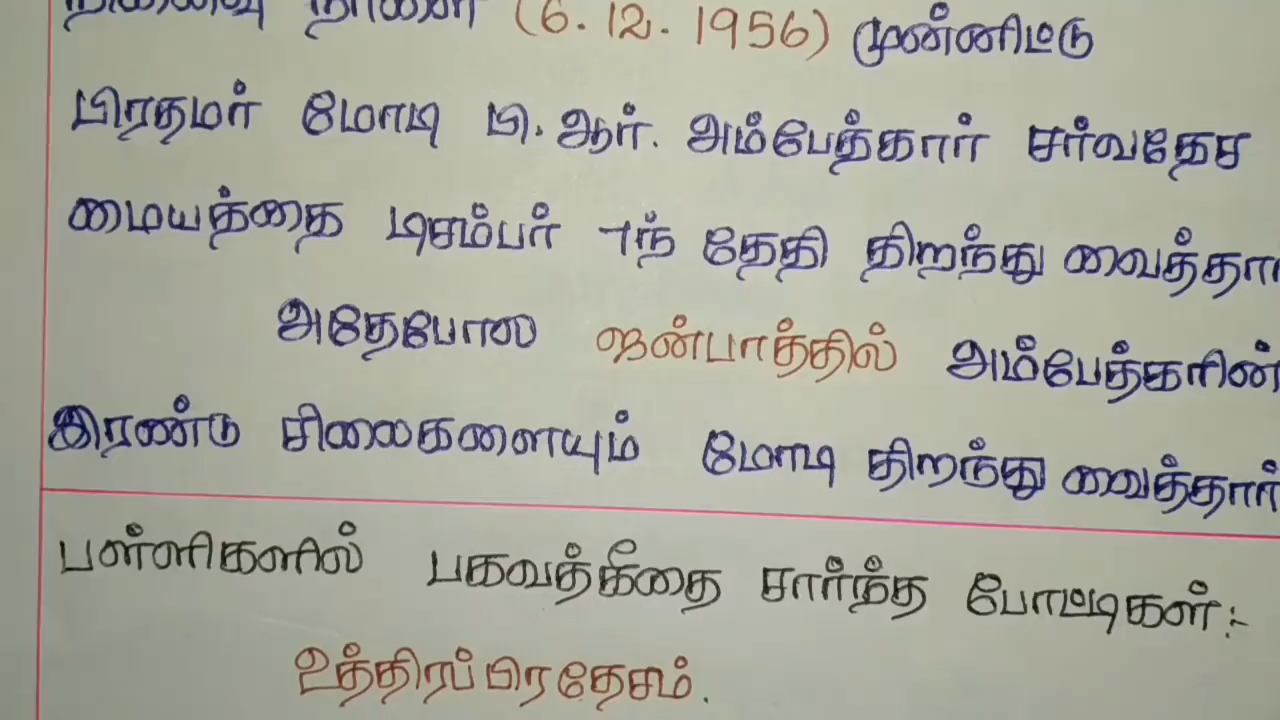 நினைவு நாளை (6.12.1956) முன்னிட்டு
பிரதமர் மோடி பி.ஆர். அம்பேத்கார் சர்வதேச
மையத்தை டிசம்பர் 7ந் தேதி திறந்து வைத்தார்
அதேபோல ஜன்பாத்தில் அம்பேத்கரின்
இரண்டு சிலைகளையும் மோடி திறந்து வைத்தார்
பள்ளிகளில் பகவத்கீதை சார்ந்த போட்டிகள்:-
உத்திரப்பிரதேசம்.